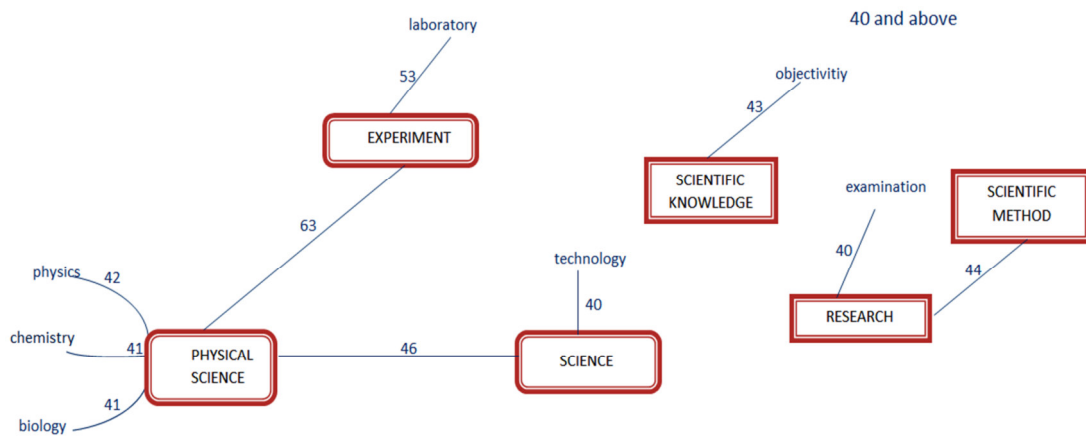 laboratory
40 and above
53
objectivitiy
43
EXPERIMENT
SCIENTIFIC
KNOWLEDGE
examination
SCIENTIFIC
METHOD
63
40
44
technology
physics
42
40
RESEARCH
chemistry
41
PHYSICAL
SCIENCE
46
SCIENCE
41
biology